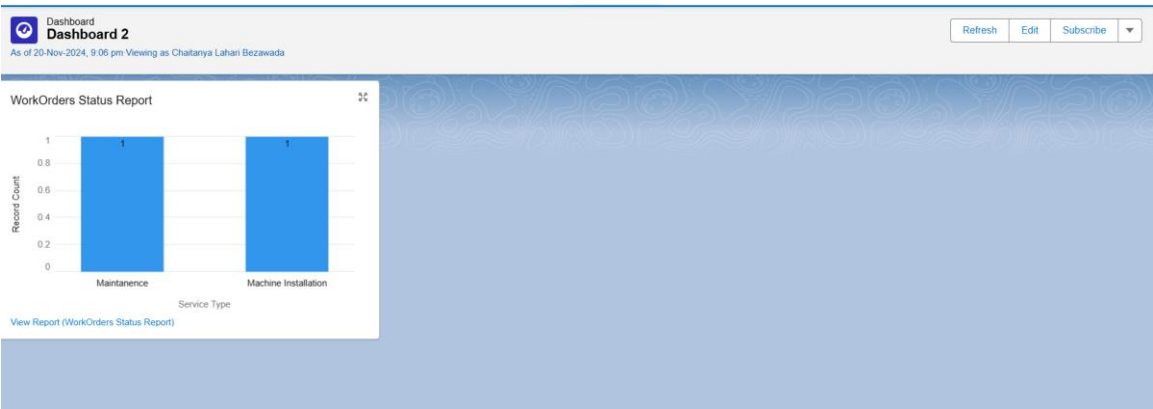 Dashboard
Dashboard 2
As of 20-Nov-2024, 9:06 pm Viewing as Chaitanya Lahari Bezawada
Refresh Edit Subscribe
WorkOrders Status Report
1
0.8
0.6
0.4
0.2
0
Record Count
1 1
Maintanence Machine Installation
Service Type
View Report (WorkOrders Status Report)